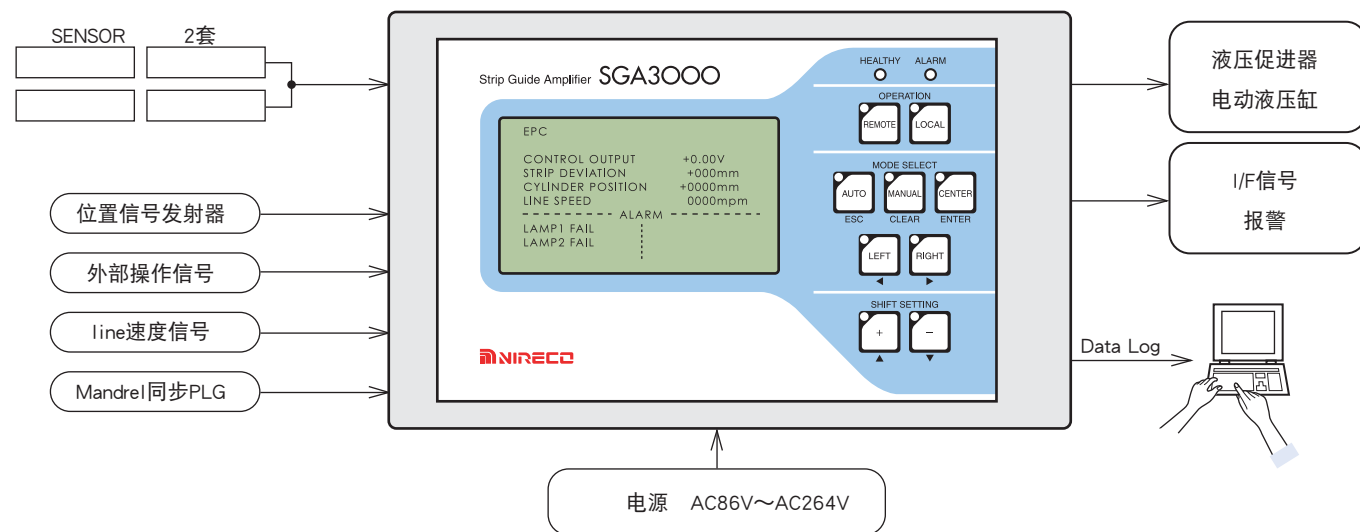 SENSOR 2套
位置信号发射器
外部操作信号
line速度信号
Mandrel同步PLG
Strip Guide Amplifier SGA3000
EPC
CONTROL OUTPUT +0.00V
STRIP DEVIATION +000mm
CYLINDER POSITION +0000mm
LINE SPEED 0000mpm
ALARM
LAMP1 FAIL
LAMP2 FAIL
NIRECO
HEALTHY ALARM
OPERATION
REMOTE LOCAL
MODE SELECT
AUTO MANUAL CENTER
ESC CLEAR ENTER
LEFT RIGHT
◀ ▶
SHIFT SETTING
+ −
▲ ▼
液压促进器
电动液压缸
I/F信号
报警
Data Log
电源 AC86V～AC264V